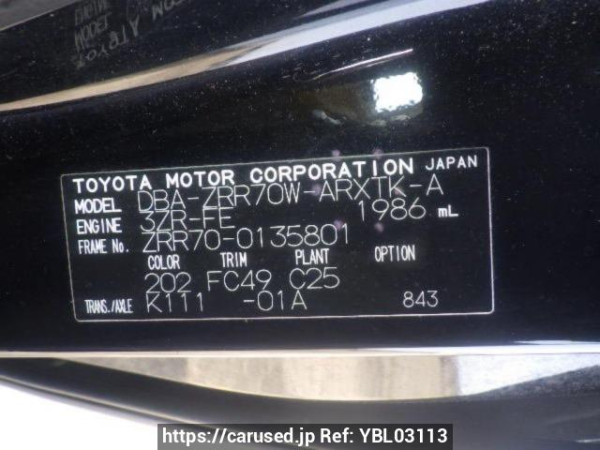 TOYOTA MOTOR CORPORATION JAPAN
MODEL DBA-ZRR70W-ARXTK-A
ENGINE 3ZR-FE 1986 mL
FRAME No. ZRR70-0135801
COLOR TRIM PLANT OPTION
202 FC49 C25
TRANS./AXLE K111 -01A 843
https://carused.jp Ref: YBL03113